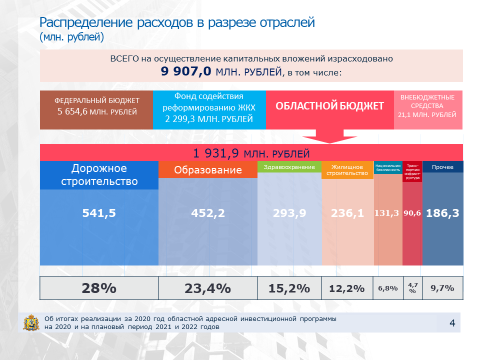 Распределение расходов в разрезе отраслей
(млн. рублей)
ВСЕГО на осуществление капитальных вложений израсходовано
9 907,0 МЛН. РУБЛЕЙ, в том числе:
ФЕДЕРАЛЬНЫЙ БЮДЖЕТ
5 654,6 МЛН. РУБЛЕЙ
Фонд содействия
реформированию ЖКХ
2 299,3 МЛН. РУБЛЕЙ
ОБЛАСТНОЙ БЮДЖЕТ
ВНЕБЮДЖЕТНЫЕ
СРЕДСТВА
21,1 МЛН. РУБЛЕЙ
1 931,9 МЛН. РУБЛЕЙ
Дорожное
строительство
Образование
Здравоохранение
Жилищное
строительство
Прочее
541,5
452,2
293,9
236,1
131,3
90,6
186,3
28%
23,4%
15,2%
12,2%
6,8%
4,7
%
9,7%
Об итогах реализации за 2020 год областной адресной инвестиционной программы
на 2020 и на плановый период 2021 и 2022 годов
4